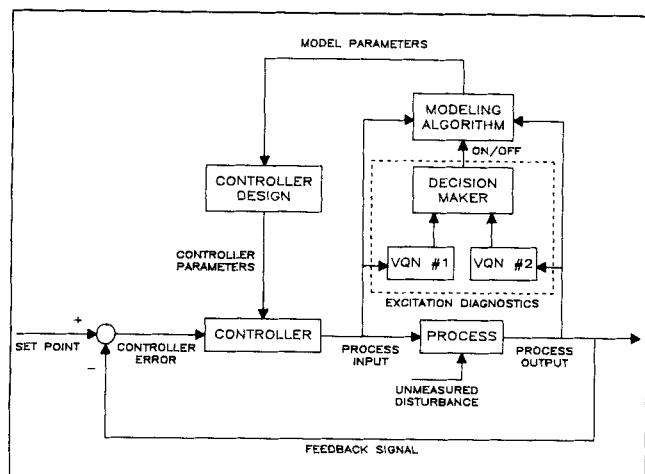 MODEL PARAMETERS
MODELING
ALGORITHM
ON/OFF
CONTROLLER
DESIGN
DECISION
MAKER
CONTROLLER
PARAMETERS
VQN #1
VQN #2
EXCITATION DIAGNOSTICS
+
SET POINT
CONTROLLER
ERROR
CONTROLLER
PROCESS
INPUT
PROCESS
PROCESS
OUTPUT
−
UNMEASURED
DISTURBANCE
FEEDBACK SIGNAL